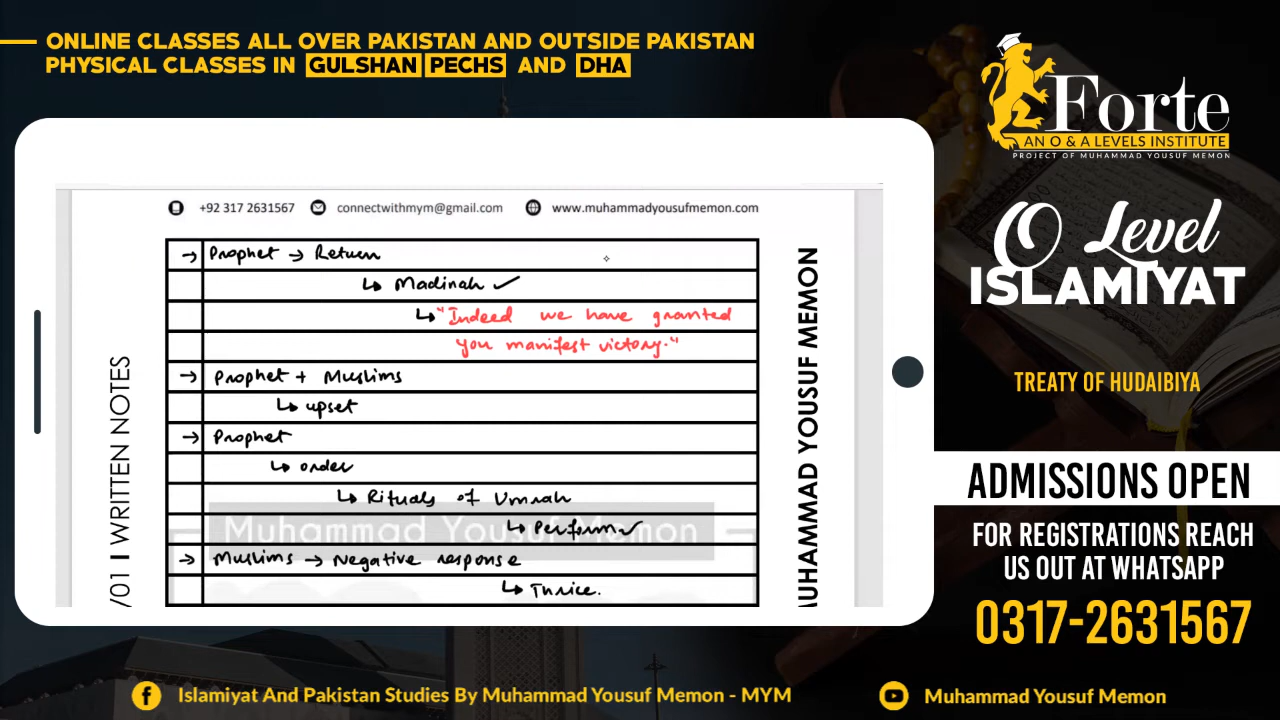 ONLINE CLASSES ALL OVER PAKISTAN AND OUTSIDE PAKISTAN
PHYSICAL CLASSES IN GULSHAN PECHS AND DHA
Forte
AN O & A LEVELS INSTITUTE
PROJECT OF MUHAMMAD YOUSUF MEMON
O Level
ISLAMIYAT
TREATY OF HUDAIBIYA
ADMISSIONS OPEN
FOR REGISTRATIONS REACH
US OUT AT WHATSAPP
0317-2631567
+92 317 2631567 connectwithmym@gmail.com www.muhammadyousufmemon.com
→ Prophet → Return
↳ Madinah ✓
↳ "Indeed we have granted
you manifest victory."
→ Prophet + Muslims
↳ upset
→ Prophet
↳ order
↳ Rituals of Umrah
↳ Perform ✓
→ Muslims → Negative response
↳ Thrice.
Muhammad Yousuf Memon
/01 I WRITTEN NOTES
MUHAMMAD YOUSUF MEMON
Islamiyat And Pakistan Studies By Muhammad Yousuf Memon - MYM
Muhammad Yousuf Memon